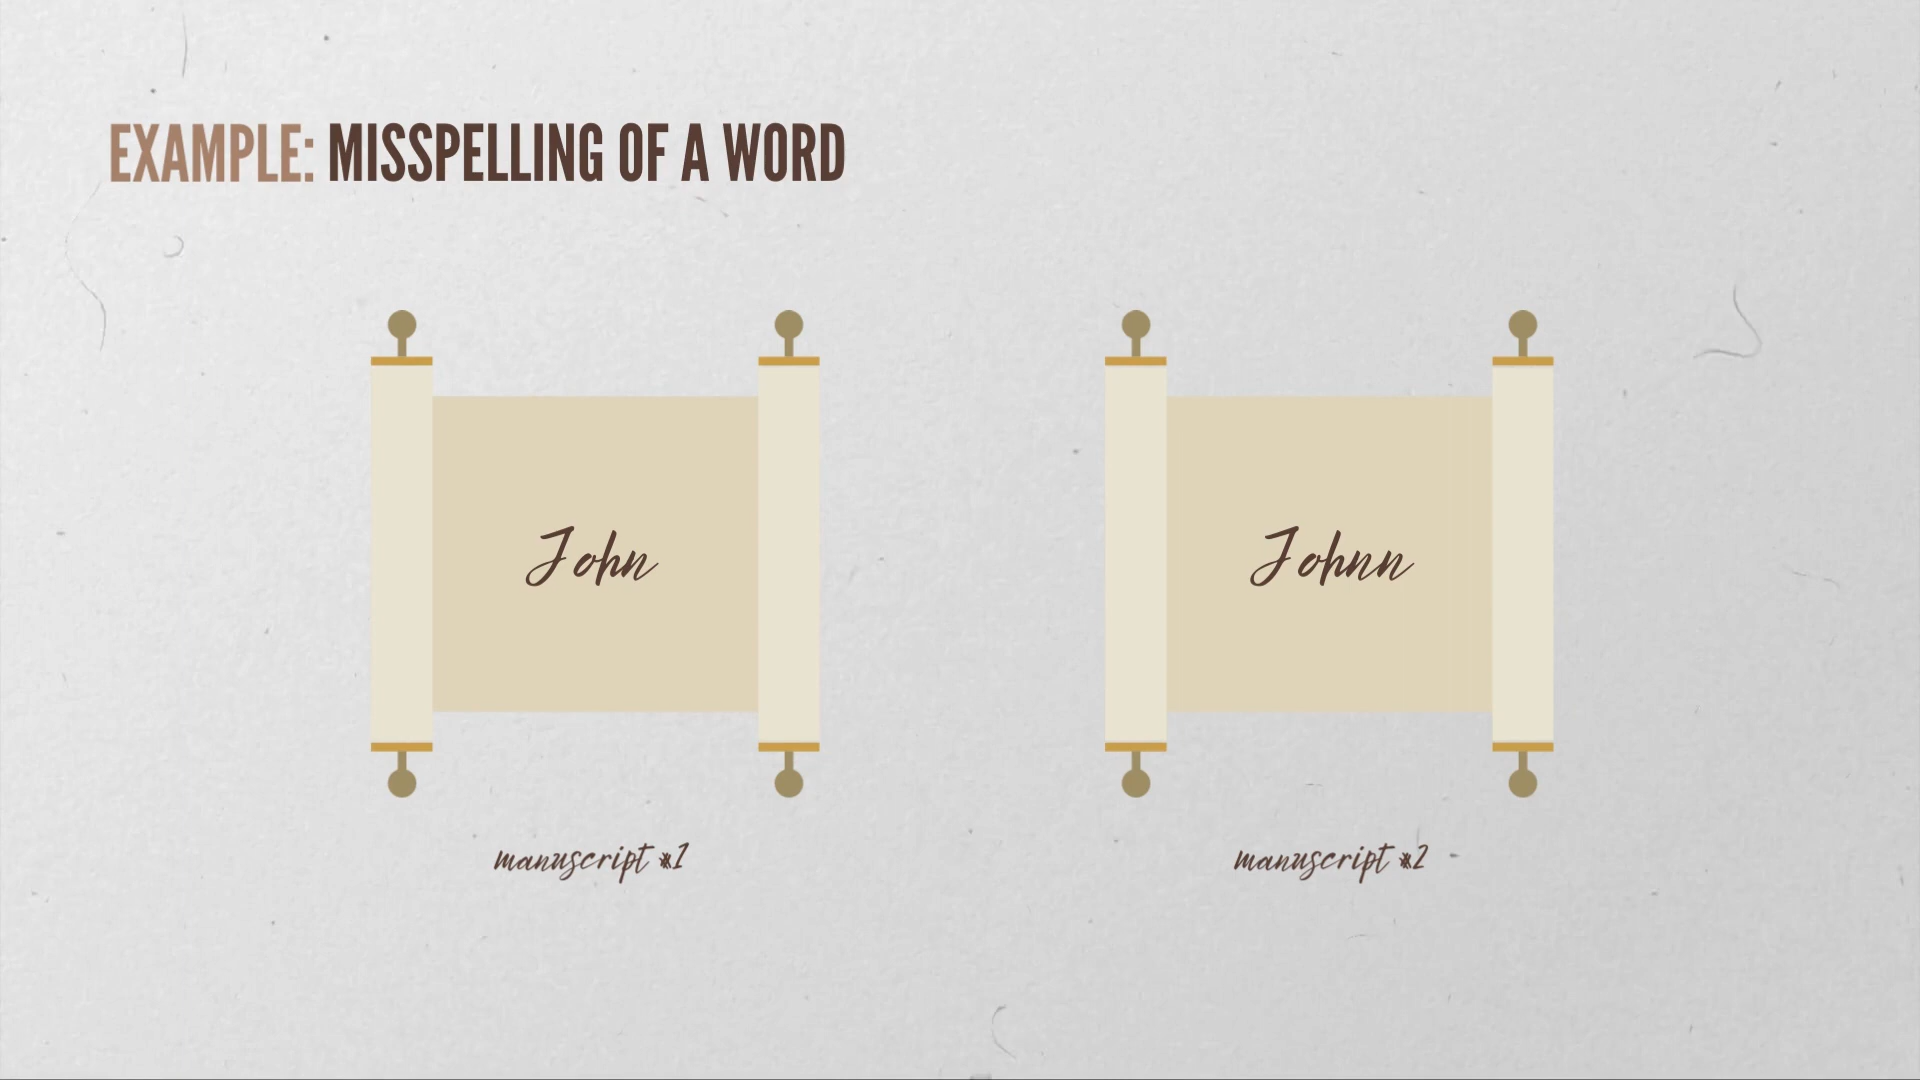 EXAMPLE: MISSPELLING OF A WORD
John
Johnn
manuscript #1
manuscript #2